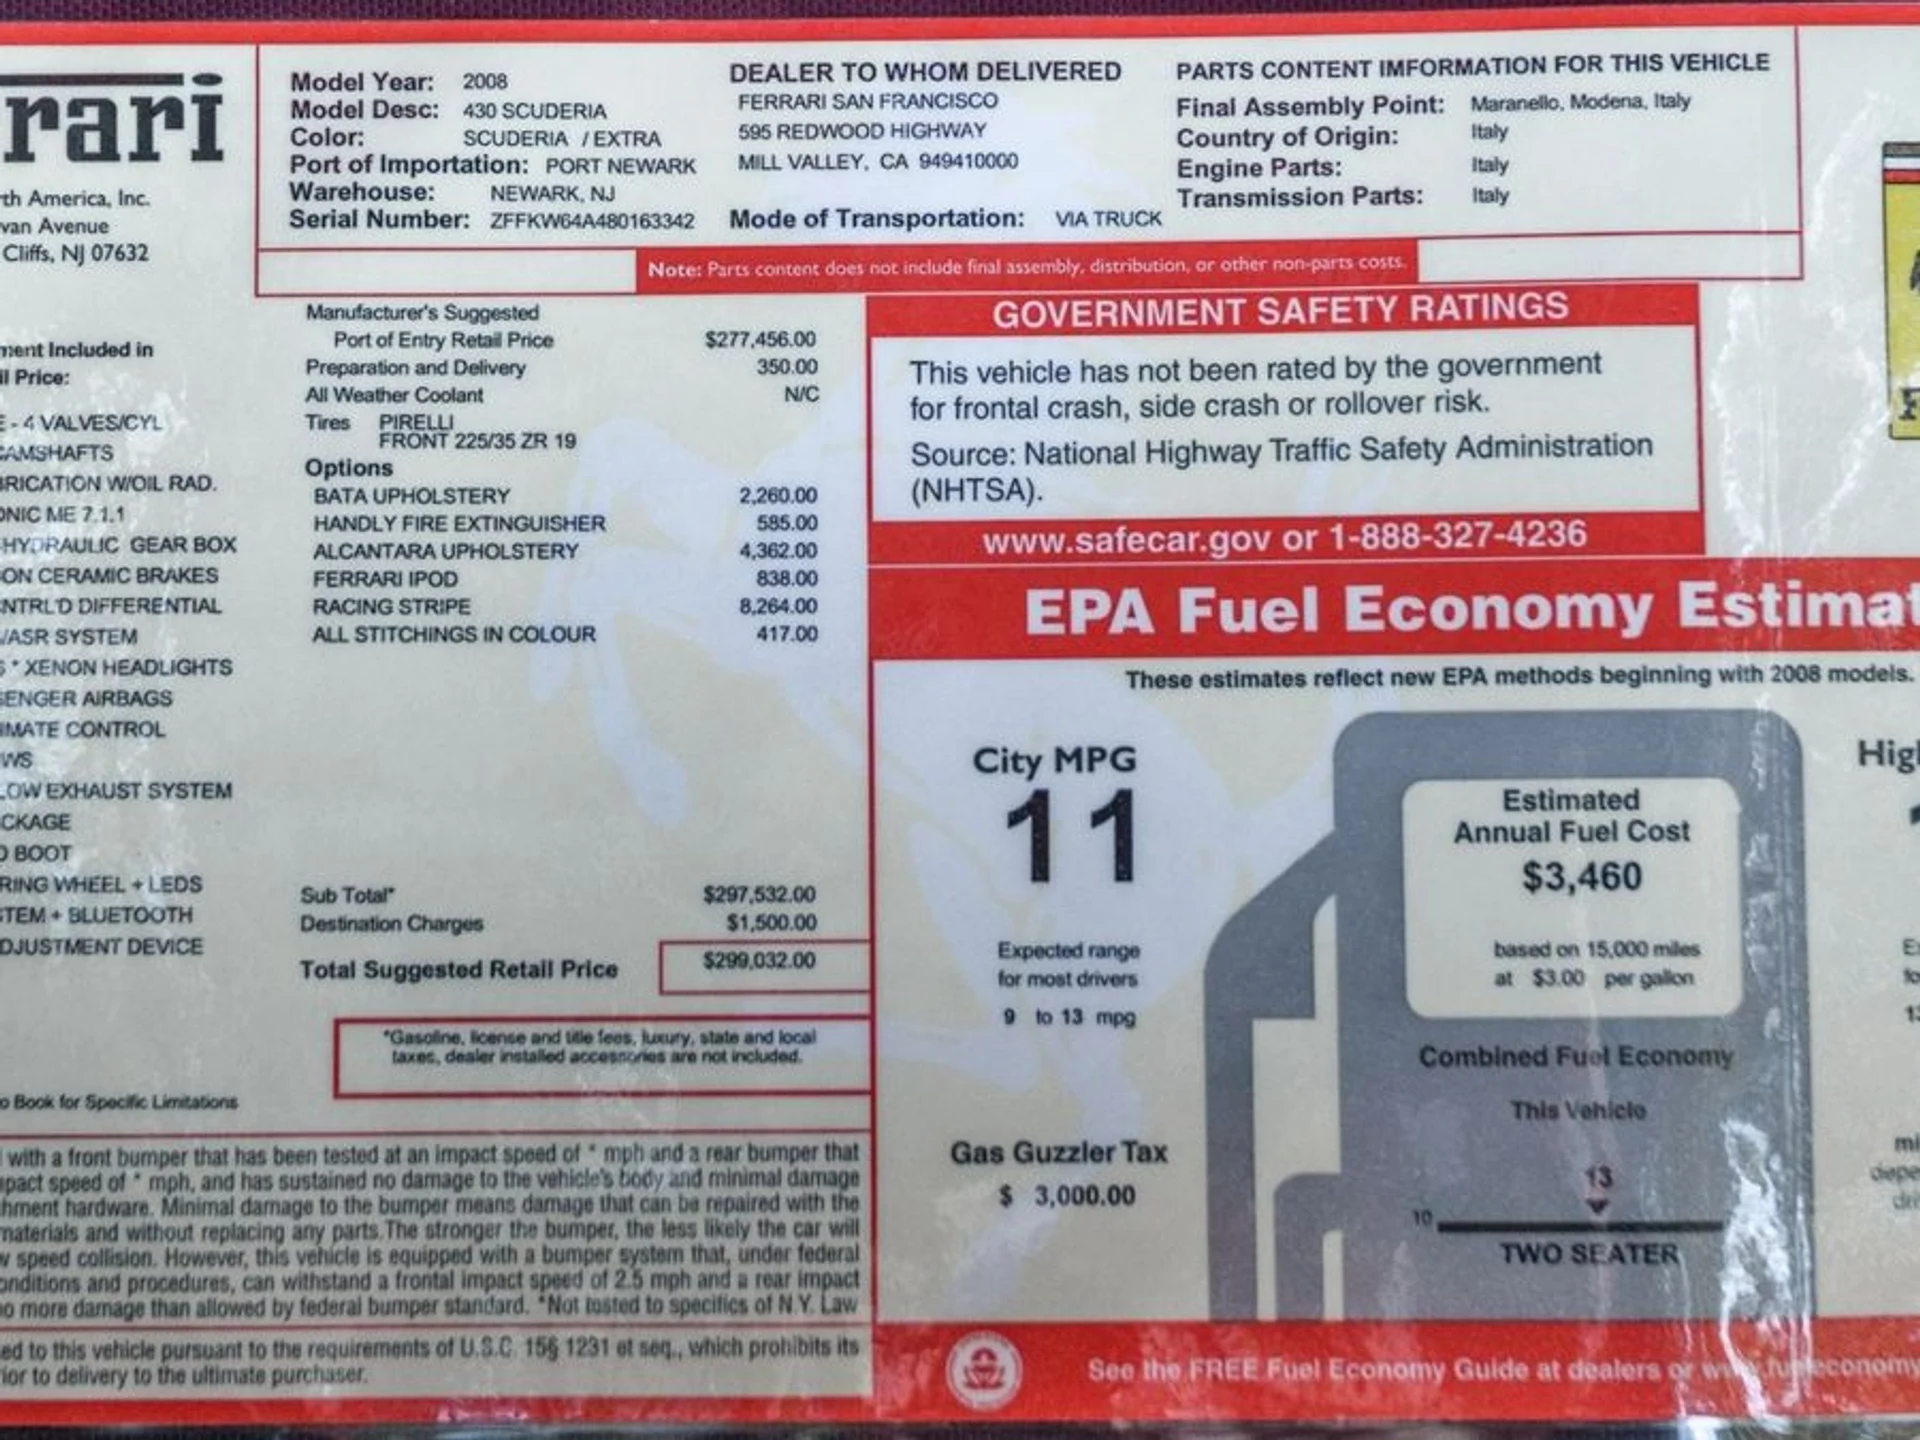 rari
rth America, Inc.
van Avenue
Cliffs, NJ 07632
Model Year: 2008
Model Desc: 430 SCUDERIA
Color: SCUDERIA / EXTRA
Port of Importation: PORT NEWARK
Warehouse: NEWARK, NJ
Serial Number: ZFFKW64A480163342
DEALER TO WHOM DELIVERED
FERRARI SAN FRANCISCO
595 REDWOOD HIGHWAY
MILL VALLEY, CA 949410000
Mode of Transportation: VIA TRUCK
PARTS CONTENT IMFORMATION FOR THIS VEHICLE
Final Assembly Point: Maranello, Modena, Italy
Country of Origin: Italy
Engine Parts: Italy
Transmission Parts: Italy
Note: Parts content does not include final assembly, distribution, or other non-parts costs.
ment Included in
il Price:
E - 4 VALVES/CYL
CAMSHAFTS
BRICATION W/OIL RAD.
ONIC ME 7.1.1
-HYDRAULIC GEAR BOX
ON CERAMIC BRAKES
NTRL'D DIFFERENTIAL
/ASR SYSTEM
S * XENON HEADLIGHTS
SENGER AIRBAGS
IMATE CONTROL
WS
LOW EXHAUST SYSTEM
CKAGE
D BOOT
RING WHEEL + LEDS
STEM + BLUETOOTH
DJUSTMENT DEVICE
o Book for Specific Limitations
Manufacturer's Suggested
Port of Entry Retail Price $277,456.00
Preparation and Delivery 350.00
All Weather Coolant N/C
Tires PIRELLI
FRONT 225/35 ZR 19
Options
BATA UPHOLSTERY 2,260.00
HANDLY FIRE EXTINGUISHER 585.00
ALCANTARA UPHOLSTERY 4,362.00
FERRARI IPOD 838.00
RACING STRIPE 8,264.00
ALL STITCHINGS IN COLOUR 417.00
Sub Total* $297,532.00
Destination Charges $1,500.00
Total Suggested Retail Price $299,032.00
*Gasoline, license and title fees, luxury, state and local
taxes, dealer installed accessories are not included.
with a front bumper that has been tested at an impact speed of * mph and a rear bumper that
mpact speed of * mph, and has sustained no damage to the vehicle's body and minimal damage
hment hardware. Minimal damage to the bumper means damage that can be repaired with the
materials and without replacing any parts.The stronger the bumper, the less likely the car will
w speed collision. However, this vehicle is equipped with a bumper system that, under federal
onditions and procedures, can withstand a frontal impact speed of 2.5 mph and a rear impact
no more damage than allowed by federal bumper standard. *Not tosted to specifics of N.Y. Law
ed to this vehicle pursuant to the requirements of U.S.C. 15§ 1231 et seq., which prohibits its
ior to delivery to the ultimate purchaser.
GOVERNMENT SAFETY RATINGS
This vehicle has not been rated by the government
for frontal crash, side crash or rollover risk.
Source: National Highway Traffic Safety Administration
(NHTSA).
www.safecar.gov or 1-888-327-4236
EPA Fuel Economy Estimat
These estimates reflect new EPA methods beginning with 2008 models.
City MPG
11
Expected range
for most drivers
9 to 13 mpg
Gas Guzzler Tax
$ 3,000.00
Estimated
Annual Fuel Cost
$3,460
based on 15,000 miles
at $3.00 per gallon
Combined Fuel Economy
This Vehicle
13
10
TWO SEATER
Hig
See the FREE Fuel Economy Guide at dealers or www.fueleconomy